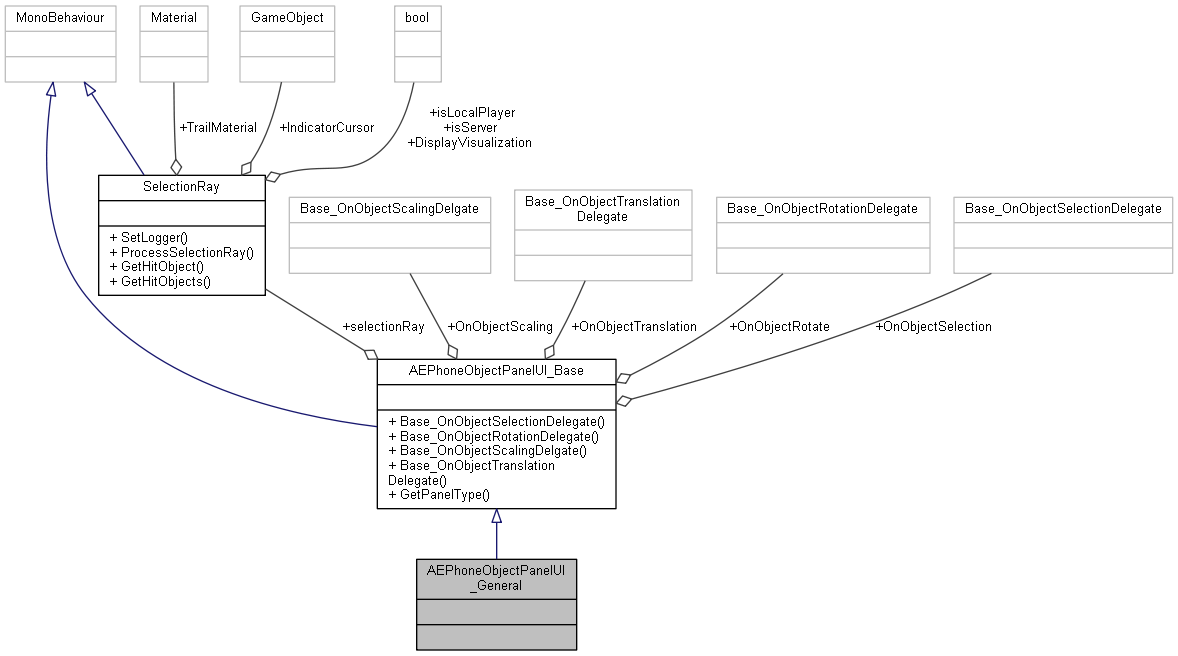 MonoBehaviour
Material
GameObject
bool
+TrailMaterial
+IndicatorCursor
+isLocalPlayer
+isServer
+DisplayVisualization
SelectionRay
+ SetLogger()
+ ProcessSelectionRay()
+ GetHitObject()
+ GetHitObjects()
Base_OnObjectScalingDelgate
Base_OnObjectTranslation
Delegate
Base_OnObjectRotationDelegate
Base_OnObjectSelectionDelegate
+selectionRay
+OnObjectScaling
+OnObjectTranslation
+OnObjectRotate
+OnObjectSelection
AEPhoneObjectPanelUI_Base
+ Base_OnObjectSelectionDelegate()
+ Base_OnObjectRotationDelegate()
+ Base_OnObjectScalingDelgate()
+ Base_OnObjectTranslation
Delegate()
+ GetPanelType()
AEPhoneObjectPanelUI
_General